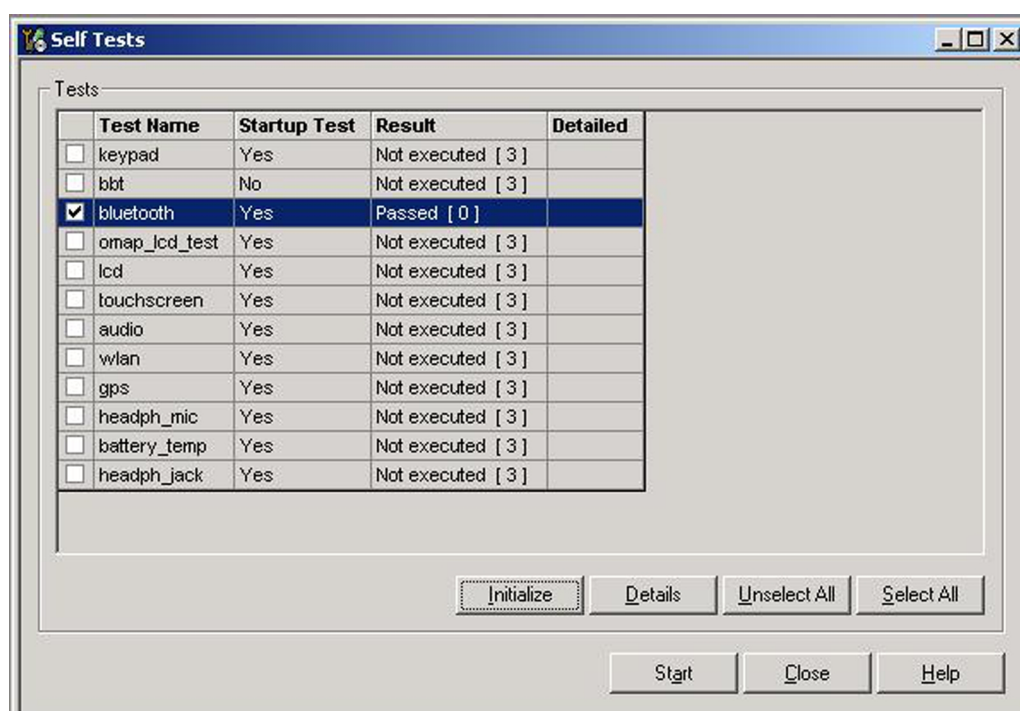 Self Tests
Tests
Test Name Startup Test Result Detailed
keypad Yes Not executed [ 3 ]
bbt No Not executed [ 3 ]
bluetooth Yes Passed [ 0 ]
omap_lcd_test Yes Not executed [ 3 ]
lcd Yes Not executed [ 3 ]
touchscreen Yes Not executed [ 3 ]
audio Yes Not executed [ 3 ]
wlan Yes Not executed [ 3 ]
gps Yes Not executed [ 3 ]
headph_mic Yes Not executed [ 3 ]
battery_temp Yes Not executed [ 3 ]
headph_jack Yes Not executed [ 3 ]
Initialize Details Unselect All Select All
Start Close Help